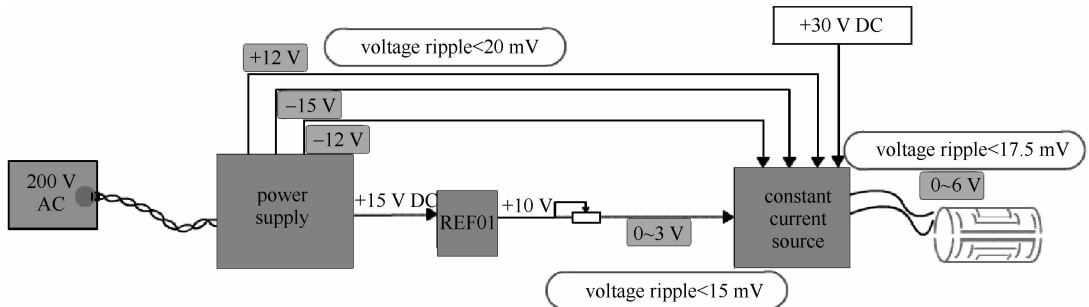 +30 V DC
voltage ripple<20 mV
+12 V
−15 V
−12 V
voltage ripple<17.5 mV
200 V
AC
power
supply
+15 V DC
REF01
+10 V
0~3 V
constant
current
source
0~6 V
voltage ripple<15 mV